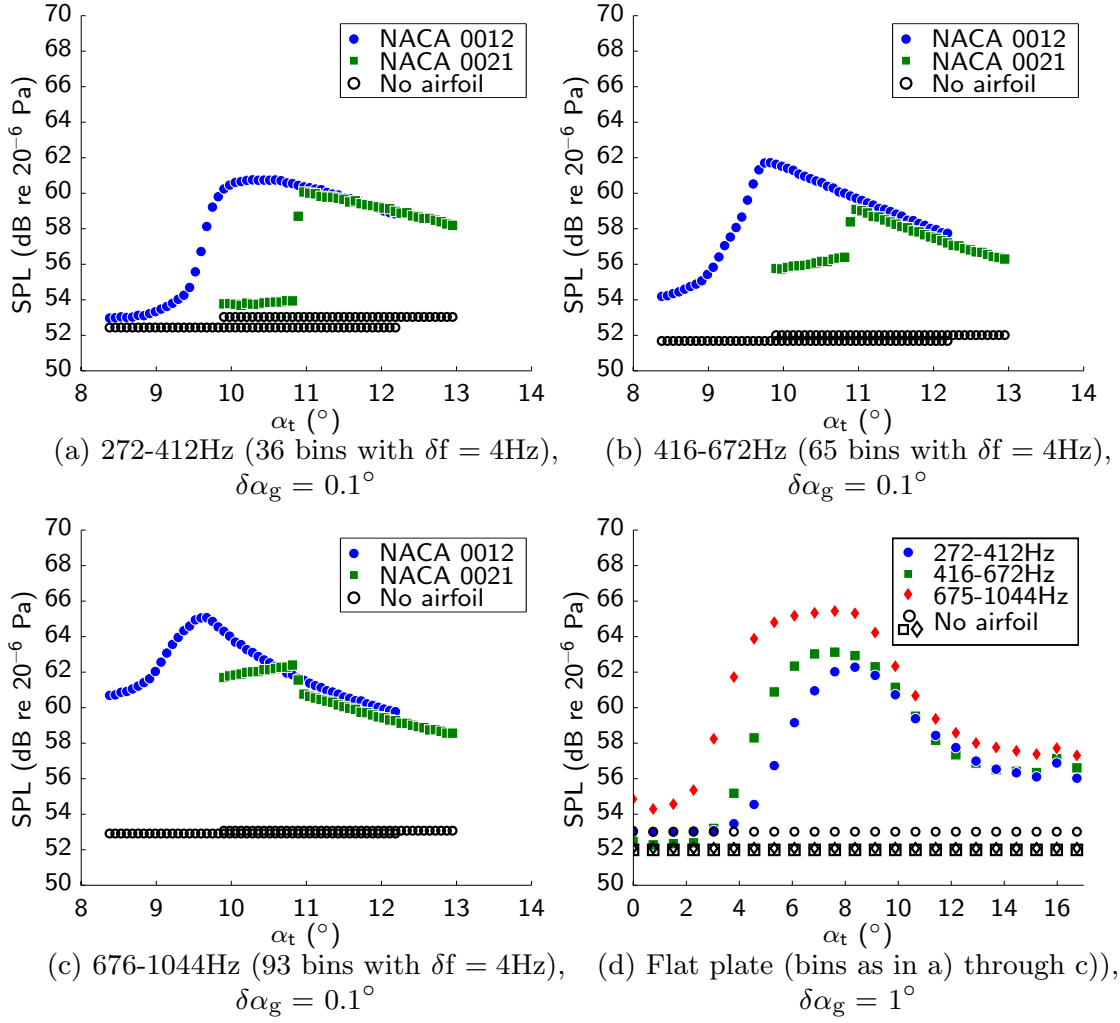 70
68
66
64
62
60
58
56
54
52
50
SPL (dB re 20⁻⁶ Pa)
NACA 0012
NACA 0021
No airfoil
8 9 10 11 12 13 14
αt (°)
(a) 272-412Hz (36 bins with δf = 4Hz),
δαg = 0.1°
70
68
66
64
62
60
58
56
54
52
50
SPL (dB re 20⁻⁶ Pa)
NACA 0012
NACA 0021
No airfoil
8 9 10 11 12 13 14
αt (°)
(b) 416-672Hz (65 bins with δf = 4Hz),
δαg = 0.1°
70
68
66
64
62
60
58
56
54
52
50
SPL (dB re 20⁻⁶ Pa)
NACA 0012
NACA 0021
No airfoil
8 9 10 11 12 13 14
αt (°)
(c) 676-1044Hz (93 bins with δf = 4Hz),
δαg = 0.1°
70
68
66
64
62
60
58
56
54
52
50
SPL (dB re 20⁻⁶ Pa)
272-412Hz
416-672Hz
675-1044Hz
No airfoil
0 2 4 6 8 10 12 14 16
αt (°)
(d) Flat plate (bins as in a) through c)),
δαg = 1°